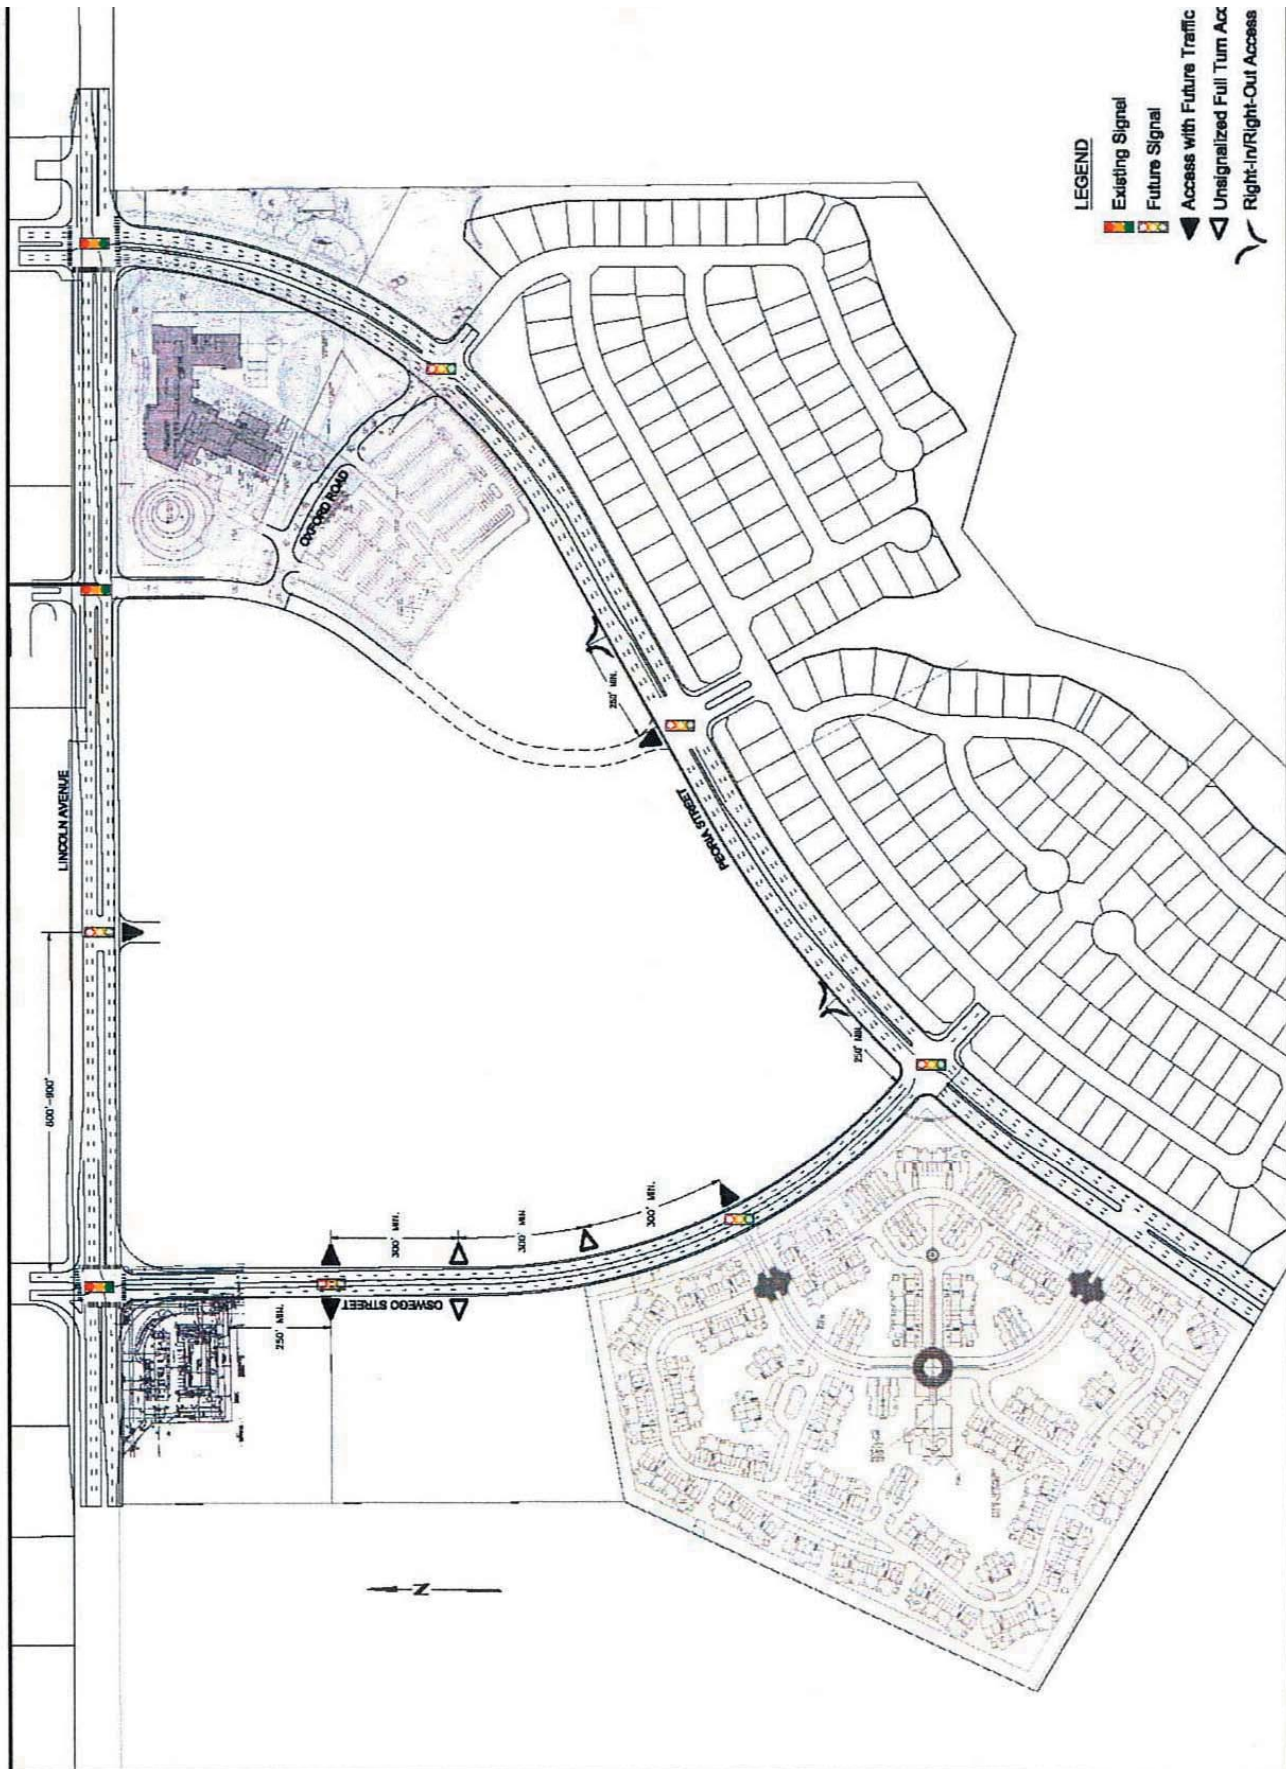 LINCOLN AVENUE
600'-900'
OXFORD ROAD
250' MIN.
PEORIA STREET
250' MIN.
300' MIN.
300' MIN
300' MIN.
OSWEGO STREET
250' MIN.
N
LEGEND
Existing Signal
Future Signal
Access with Future Traffic
Unsignalized Full Turn Acc
Right-In/Right-Out Access